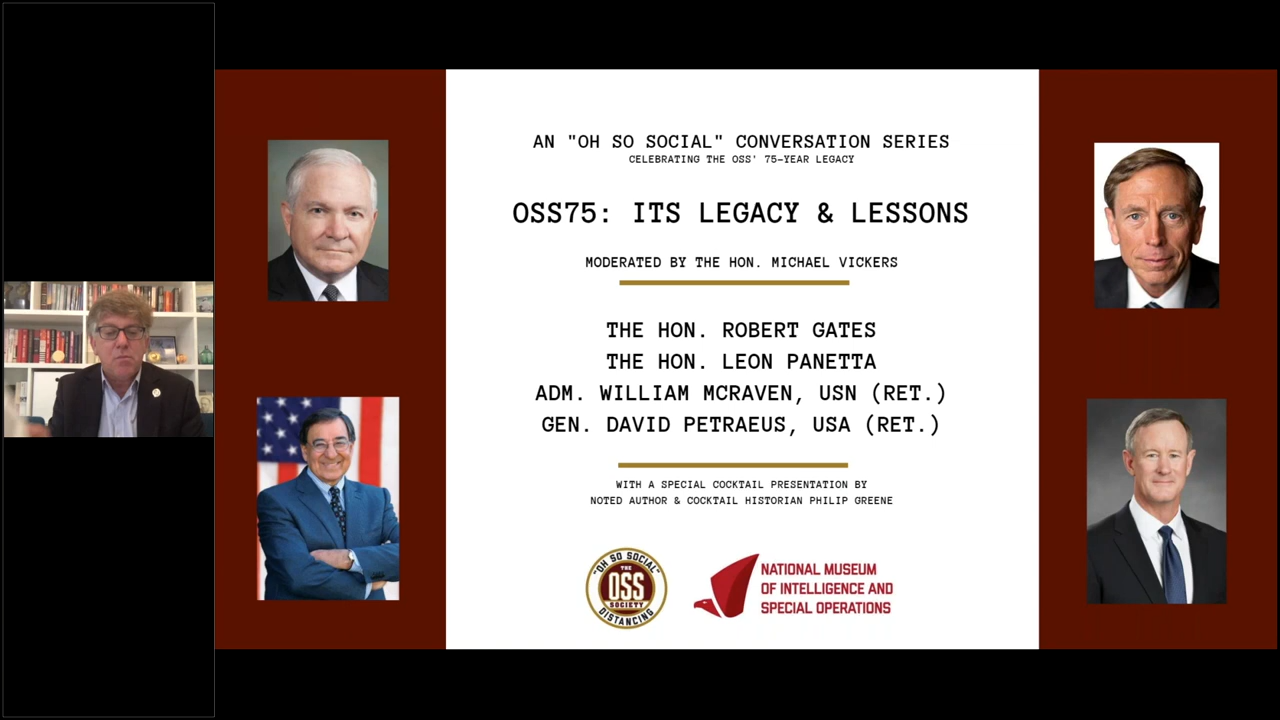 AN "OH SO SOCIAL" CONVERSATION SERIES
CELEBRATING THE OSS' 75-YEAR LEGACY
OSS75: ITS LEGACY & LESSONS
MODERATED BY THE HON. MICHAEL VICKERS
THE HON. ROBERT GATES
THE HON. LEON PANETTA
ADM. WILLIAM MCRAVEN, USN (RET.)
GEN. DAVID PETRAEUS, USA (RET.)
WITH A SPECIAL COCKTAIL PRESENTATION BY
NOTED AUTHOR & COCKTAIL HISTORIAN PHILIP GREENE
"OH SO SOCIAL"
THE
OSS
SOCIETY
DISTANCING
NATIONAL MUSEUM
OF INTELLIGENCE AND
SPECIAL OPERATIONS